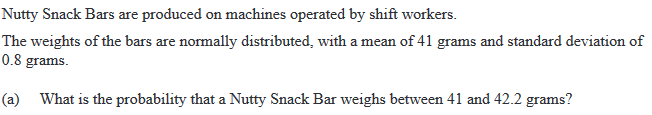 Nutty Snack Bars are produced on machines operated by shift workers.
The weights of the bars are normally distributed, with a mean of 41 grams and standard deviation of
0.8 grams.
(a) What is the probability that a Nutty Snack Bar weighs between 41 and 42.2 grams?